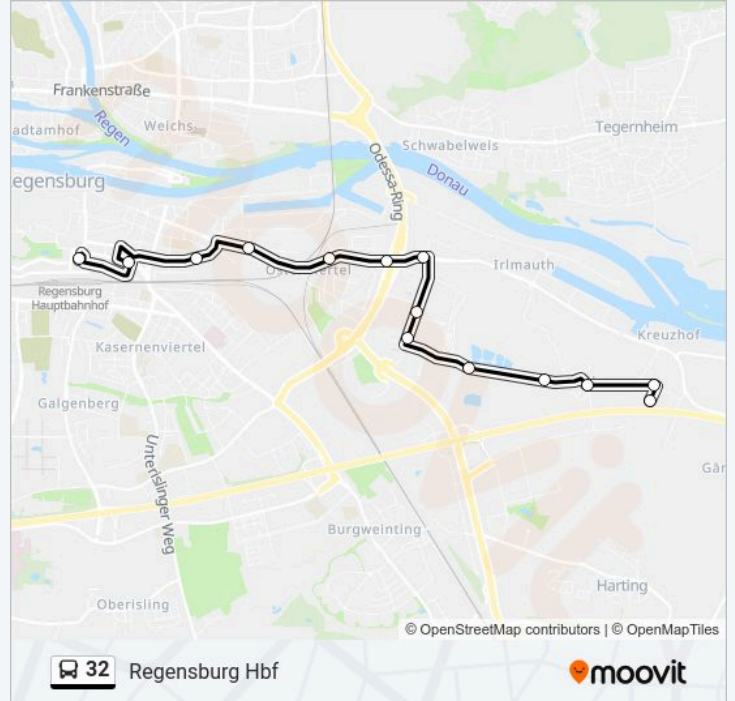 Frankenstraße
Regen
adtamhof
Weichs
Tegernheim
Schwabelweis
Odessa-Ring
Donau
egensburg
Irlmauth
Regensburg
Hauptbahnhof
Kreuzhof
Kasernenviertel
Galgenberg
Unterislinger Weg
Burgweinting
Harting
Oberisling
© OpenStreetMap contributors | © OpenMapTiles
32 Regensburg Hbf
moovit